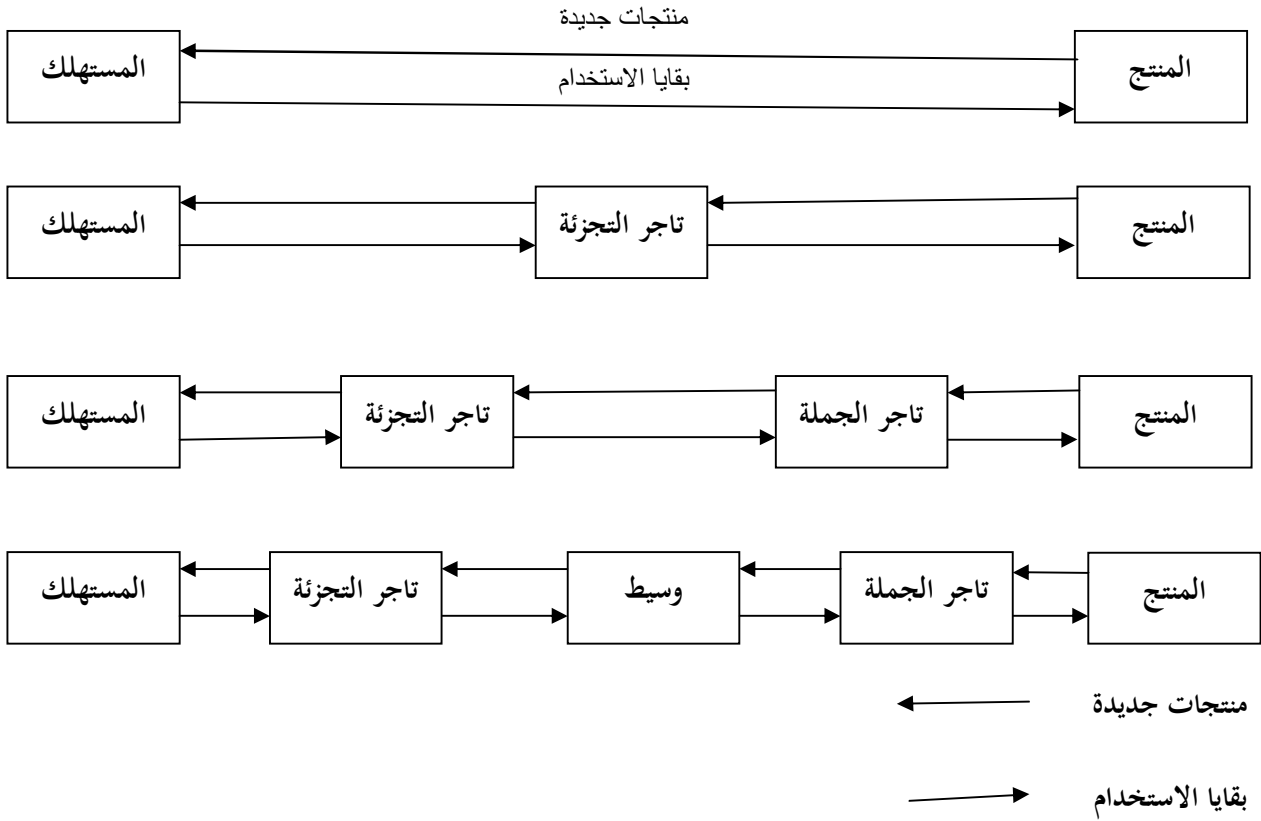 منتجات جديدة
المنتج
المستهلك
بقايا الاستخدام
المنتج
تاجر التجزئة
المستهلك
المنتج
تاجر الجملة
تاجر التجزئة
المستهلك
المنتج
تاجر الجملة
وسيط
تاجر التجزئة
المستهلك
منتجات جديدة
بقايا الاستخدام